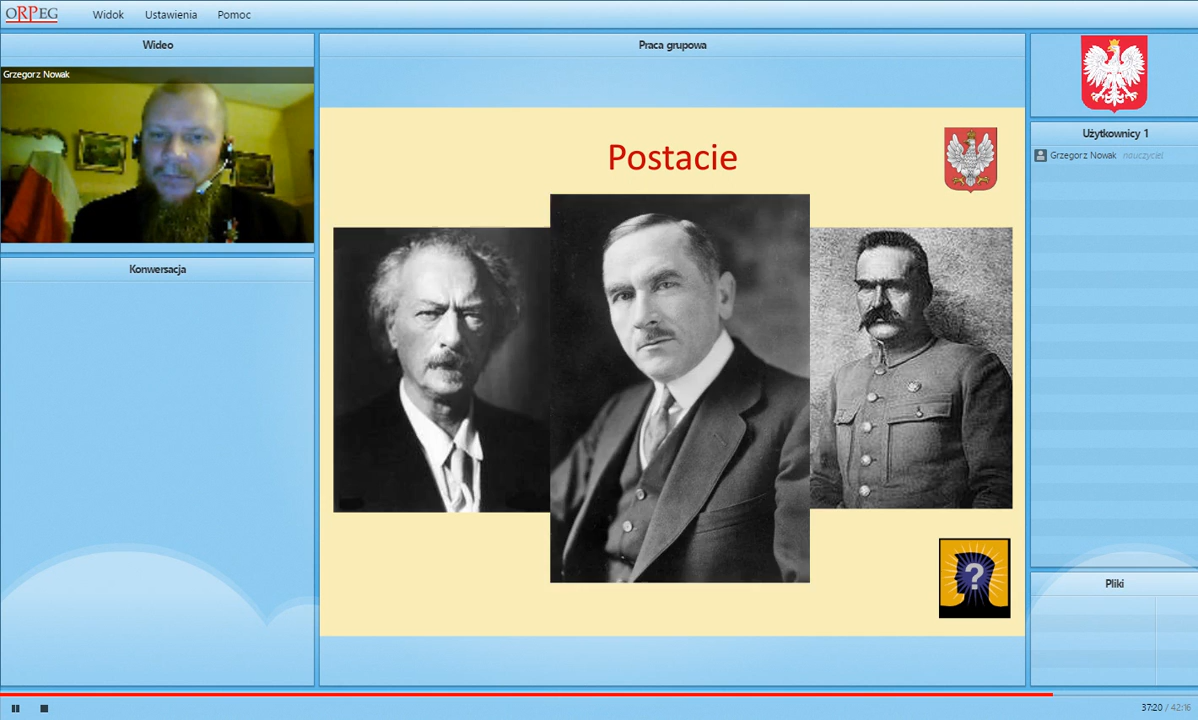 ORPEG
Widok Ustawienia Pomoc
Wideo
Grzegorz Nowak
Konwersacja
Praca grupowa
Postacie
?
Użytkownicy 1
Grzegorz Nowak nauczyciel
Pliki
37:20 / 42:16